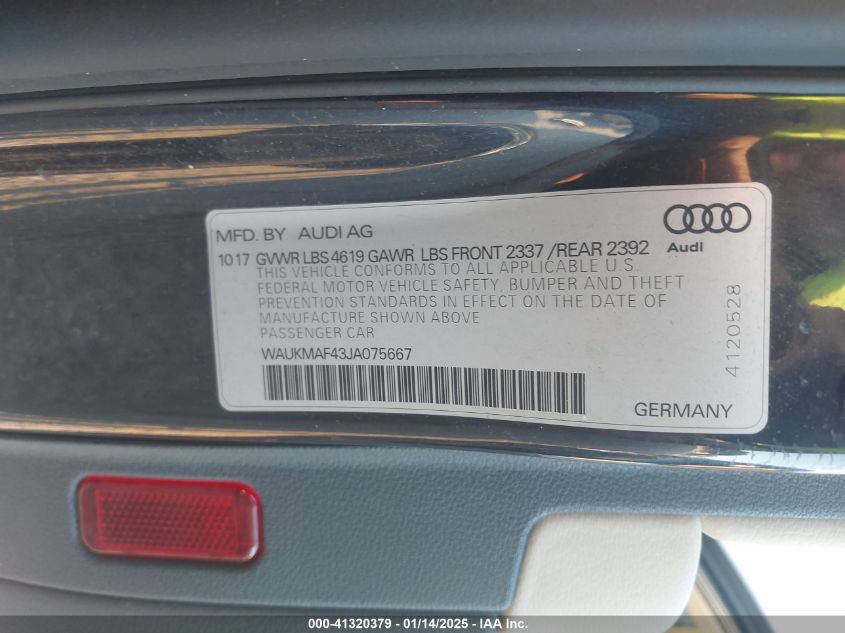 MFD. BY AUDI AG
Audi
10 17 GVWR LBS 4619 GAWR LBS FRONT 2337 /REAR 2392
THIS VEHICLE CONFORMS TO ALL APPLICABLE U.S.
FEDERAL MOTOR VEHICLE SAFETY, BUMPER AND THEFT
PREVENTION STANDARDS IN EFFECT ON THE DATE OF
MANUFACTURE SHOWN ABOVE
PASSENGER CAR
WAUKMAF43JA075667
4120528
GERMANY
000-41320379 - 01/14/2025 - IAA Inc.